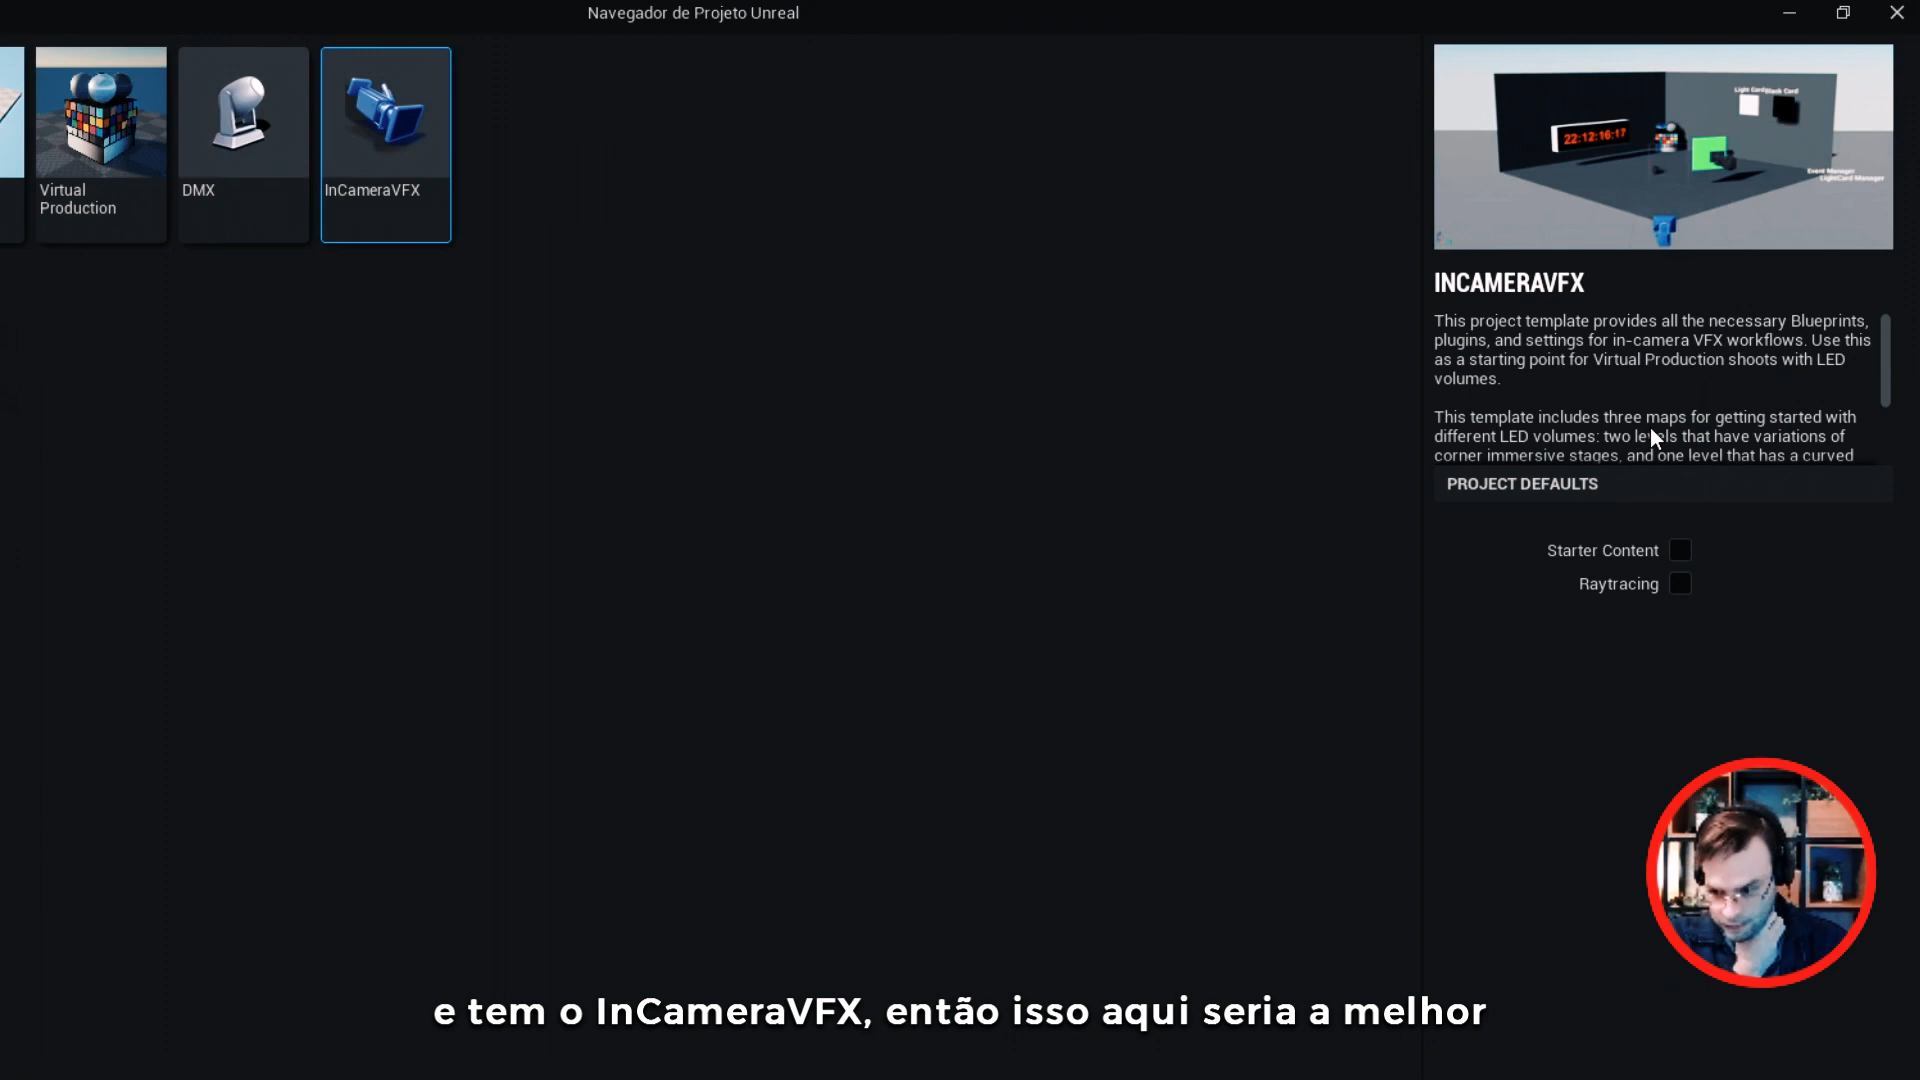 Navegador de Projeto Unreal
Virtual
Production
DMX
InCameraVFX
22:12:16:17
INCAMERAVFX
This project template provides all the necessary Blueprints,
plugins, and settings for in-camera VFX workflows. Use this
as a starting point for Virtual Production shoots with LED
volumes.
This template includes three maps for getting started with
different LED volumes: two levels that have variations of
corner immersive stages, and one level that has a curved
PROJECT DEFAULTS
Starter Content
Raytracing
e tem o InCameraVFX, então isso aqui seria a melhor